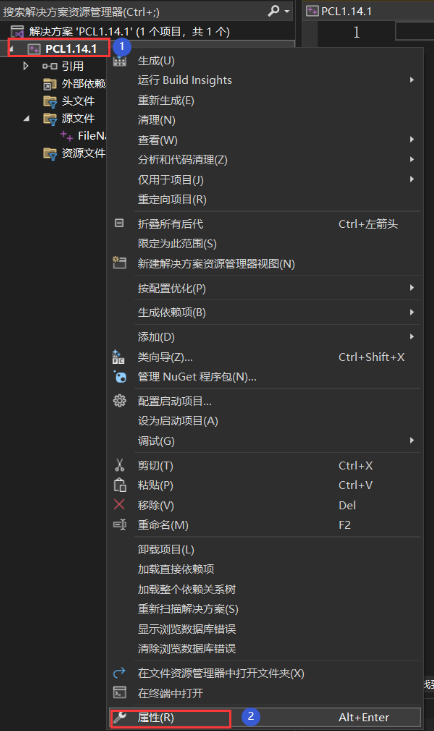 搜索解决方案资源管理器(Ctrl+;)
PCL1.14.1
1
解决方案 'PCL1.14.1' (1 个项目，共 1 个)
PCL1.14.1
1
引用
外部依赖
头文件
源文件
FileNa
资源文件
生成(U)
运行 Build Insights
重新生成(E)
清理(N)
查看(W)
分析和代码清理(Z)
仅用于项目(J)
重定向项目(R)
折叠所有后代 Ctrl+左箭头
限定为此范围(S)
新建解决方案资源管理器视图(N)
按配置优化(P)
生成依赖项(B)
添加(D)
类向导(Z)... Ctrl+Shift+X
管理 NuGet 程序包(N)...
配置启动项目...
设为启动项目(A)
调试(G)
剪切(T) Ctrl+X
粘贴(P) Ctrl+V
移除(V) Del
重命名(M) F2
卸载项目(L)
加载直接依赖项
加载整个依赖关系树
重新扫描解决方案(S)
显示浏览数据库错误
清除浏览数据库错误
在文件资源管理器中打开文件夹(X)
在终端中打开
属性(R) 2 Alt+Enter